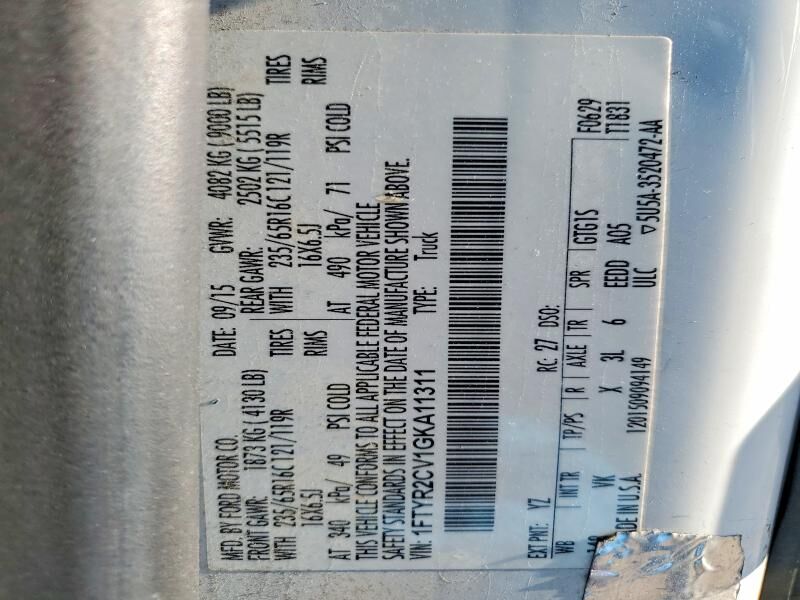 MFD. BY FORD MOTOR CO.
DATE: 09/15 GVWR: 4082 KG ( 9000 LB)
FRONT GAWR: 1873 KG ( 4130 LB)
REAR GAWR: 2502 KG ( 5515 LB)
WITH 235/65R16C 121/119R TIRES
WITH 235/65R16C 121/119R TIRES
16X6.5J RIMS
16X6.5J RIMS
AT 340 kPa/ 49 PSI COLD
AT 490 kPa/ 71 PSI COLD
THIS VEHICLE CONFORMS TO ALL APPLICABLE FEDERAL MOTOR VEHICLE
SAFETY STANDARDS IN EFFECT ON THE DATE OF MANUFACTURE SHOWN ABOVE.
VIN: 1FTYR2CV1GKA11311 TYPE: Truck
EXT PNT: YZ RC: 27 DSO: F0629
WB INT TR TP/PS R AXLE TR SPR GTG1S T1831
VK X 3L 6 EEDD A05
MADE IN U.S.A. 1201509094149 ULC ▽5U5A-3520472-AA